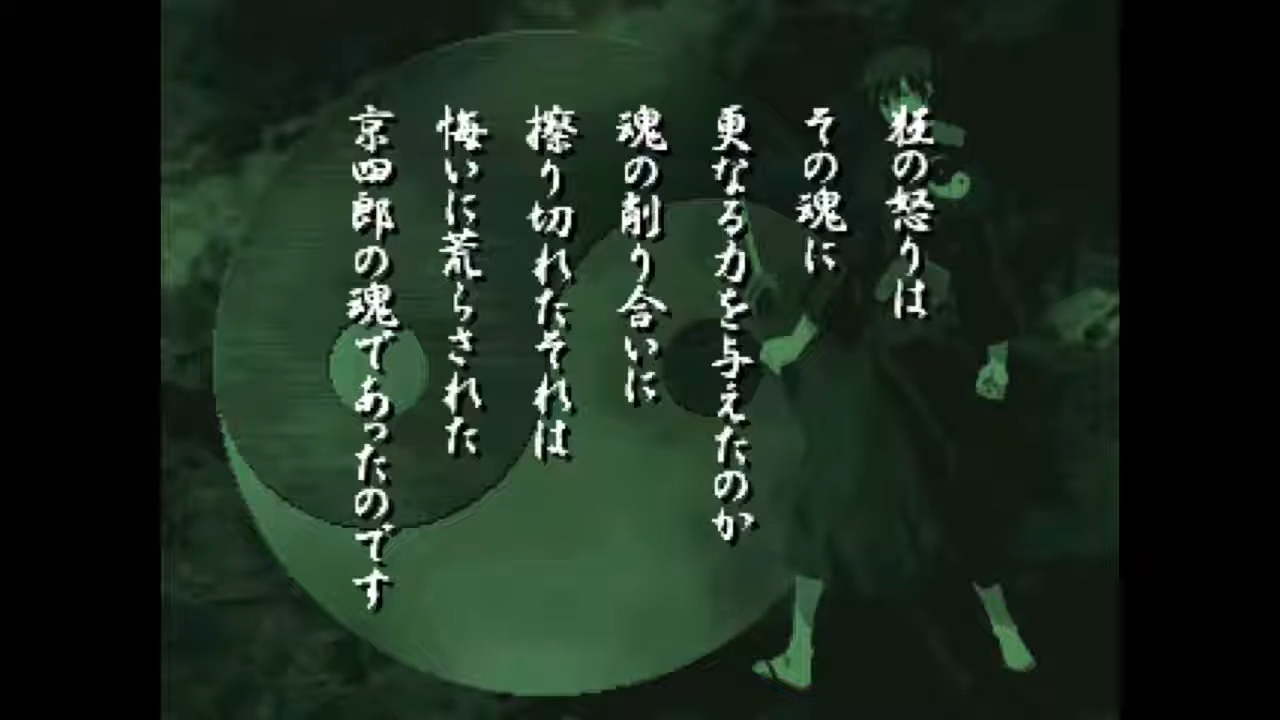 狂の怒りは
その魂に
更なる力を与えたのか
魂の削り合いに
擦り切れたそれは
悔いに荒らされた
京四郎の魂であったのです